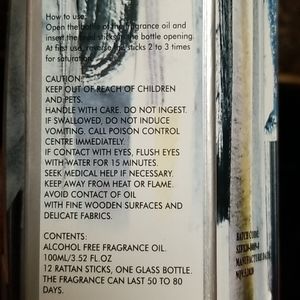 How to use:
Open the bottle of the fragrance oil and
insert the reed sticks in the bottle opening.
At first use, reverse the sticks 2 to 3 times
for saturation.
CAUTION:
KEEP OUT OF REACH OF CHILDREN
AND PETS.
HANDLE WITH CARE. DO NOT INGEST.
IF SWALLOWED, DO NOT INDUCE
VOMITING. CALL POISON CONTROL
CENTRE IMMEDIATELY.
IF CONTACT WITH EYES, FLUSH EYES
WITH WATER FOR 15 MINUTES.
SEEK MEDICAL HELP IF NECESSARY.
KEEP AWAY FROM HEAT OR FLAME.
AVOID CONTACT OF OIL
WITH FINE WOODEN SURFACES AND
DELICATE FABRICS.
CONTENTS:
ALCOHOL FREE FRAGRANCE OIL.
100ML/3.52 FL.OZ
12 RATTAN STICKS, ONE GLASS BOTTLE.
THE FRAGRANCE CAN LAST 50 TO 80
DAYS.
BATCH CODE: